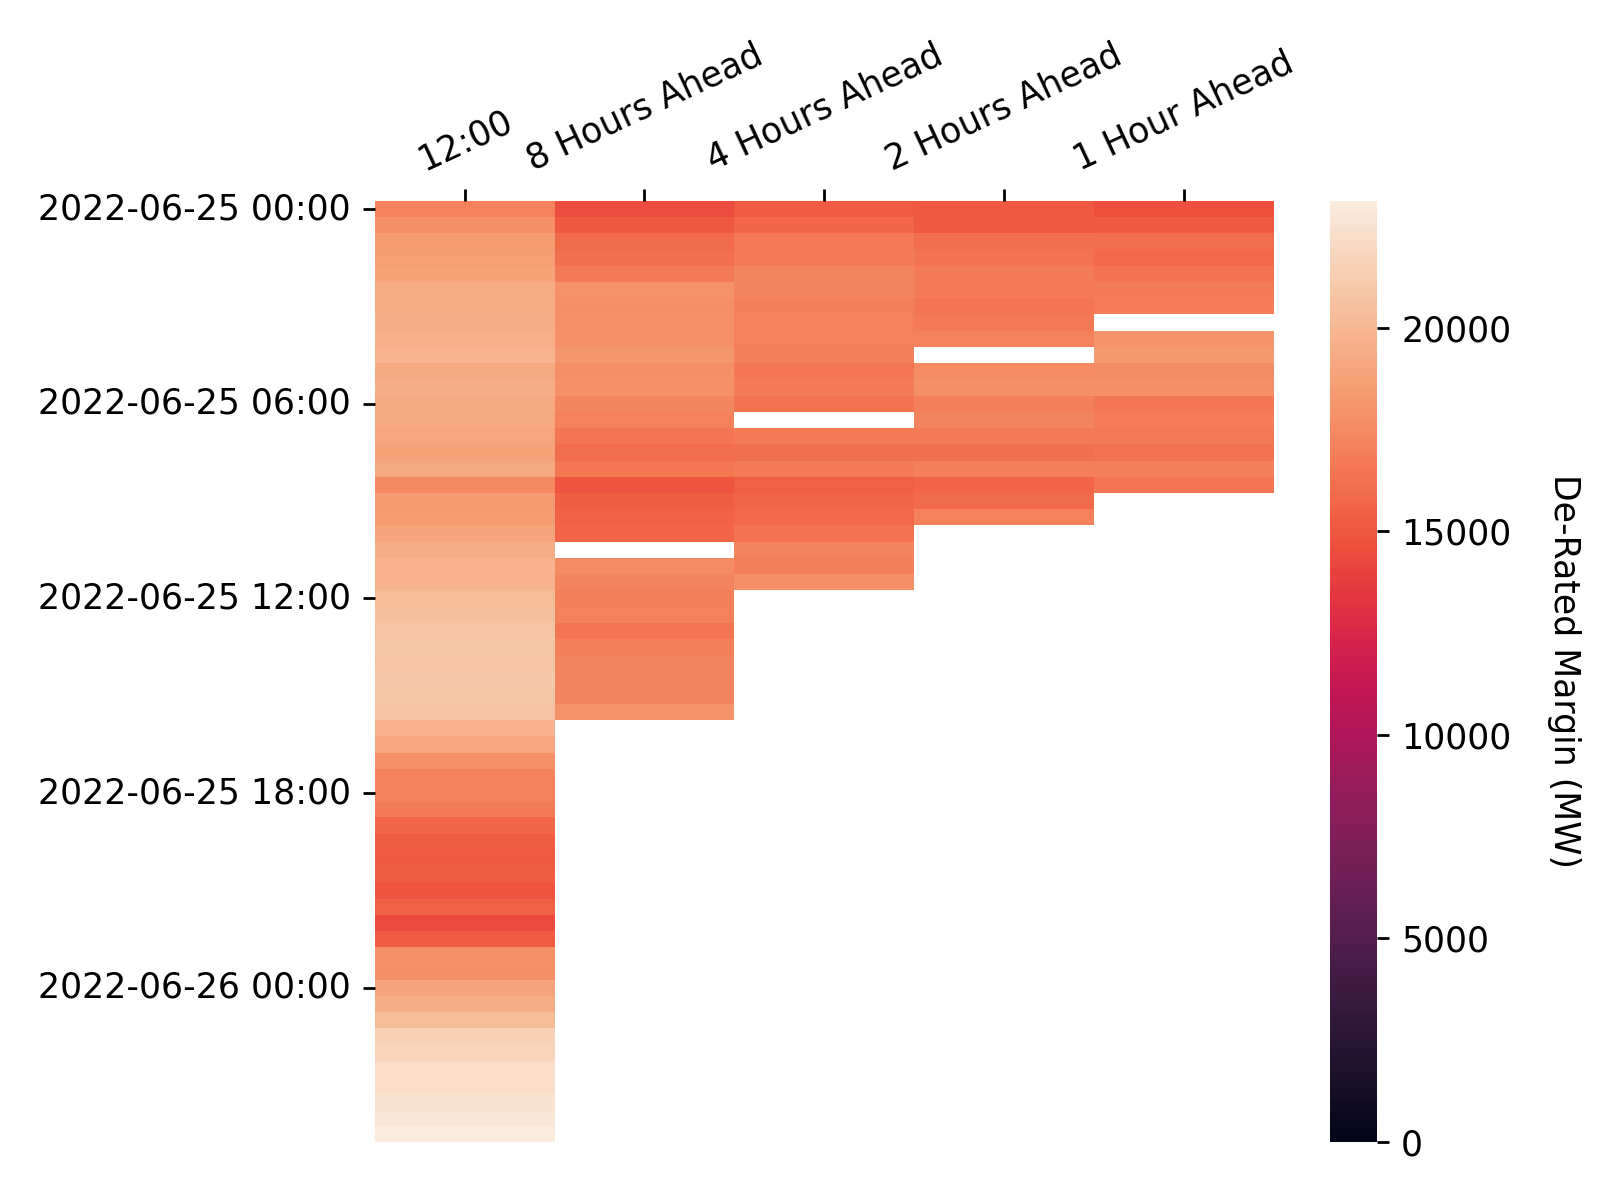 12:00
8 Hours Ahead
4 Hours Ahead
2 Hours Ahead
1 Hour Ahead
2022-06-25 00:00
2022-06-25 06:00
2022-06-25 12:00
2022-06-25 18:00
2022-06-26 00:00
20000
15000
10000
5000
0
De-Rated Margin (MW)